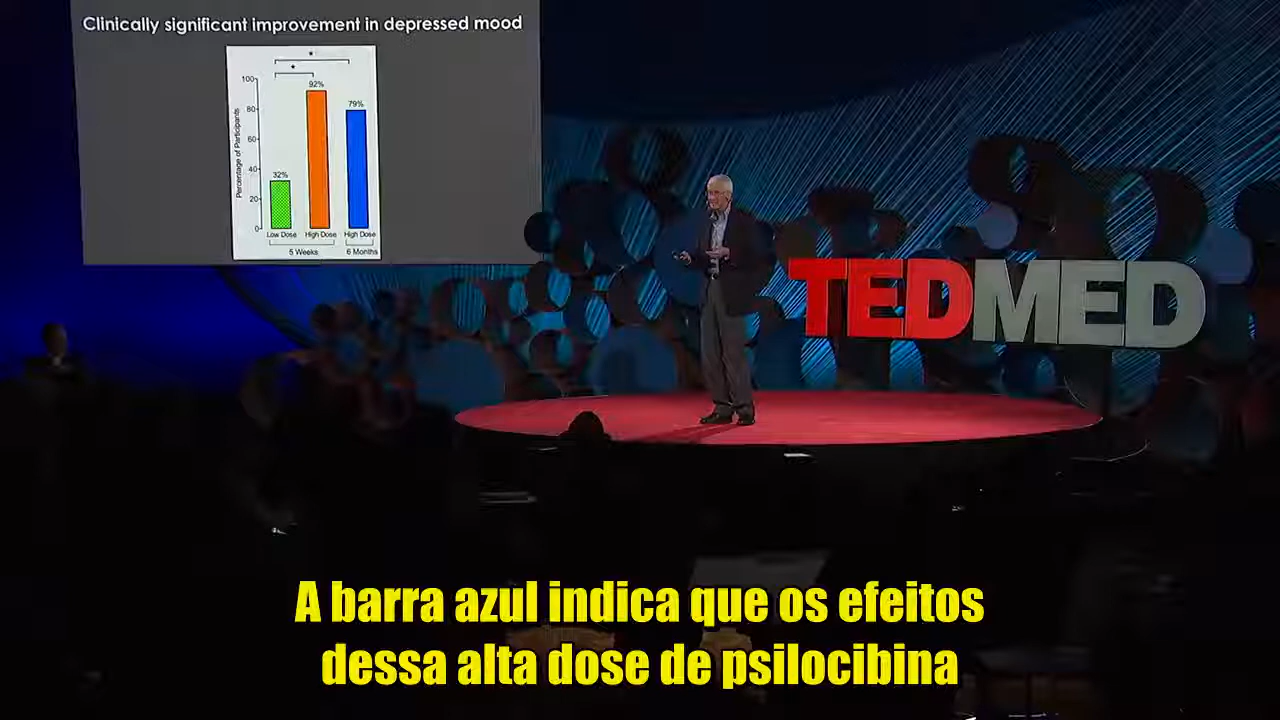 Clinically significant improvement in depressed mood
*
*
Percentage of Participants
100
80
60
40
20
0
32%
92%
79%
Low Dose
High Dose
High Dose
5 Weeks
6 Months
TEDMED
A barra azul indica que os efeitos
dessa alta dose de psilocibina